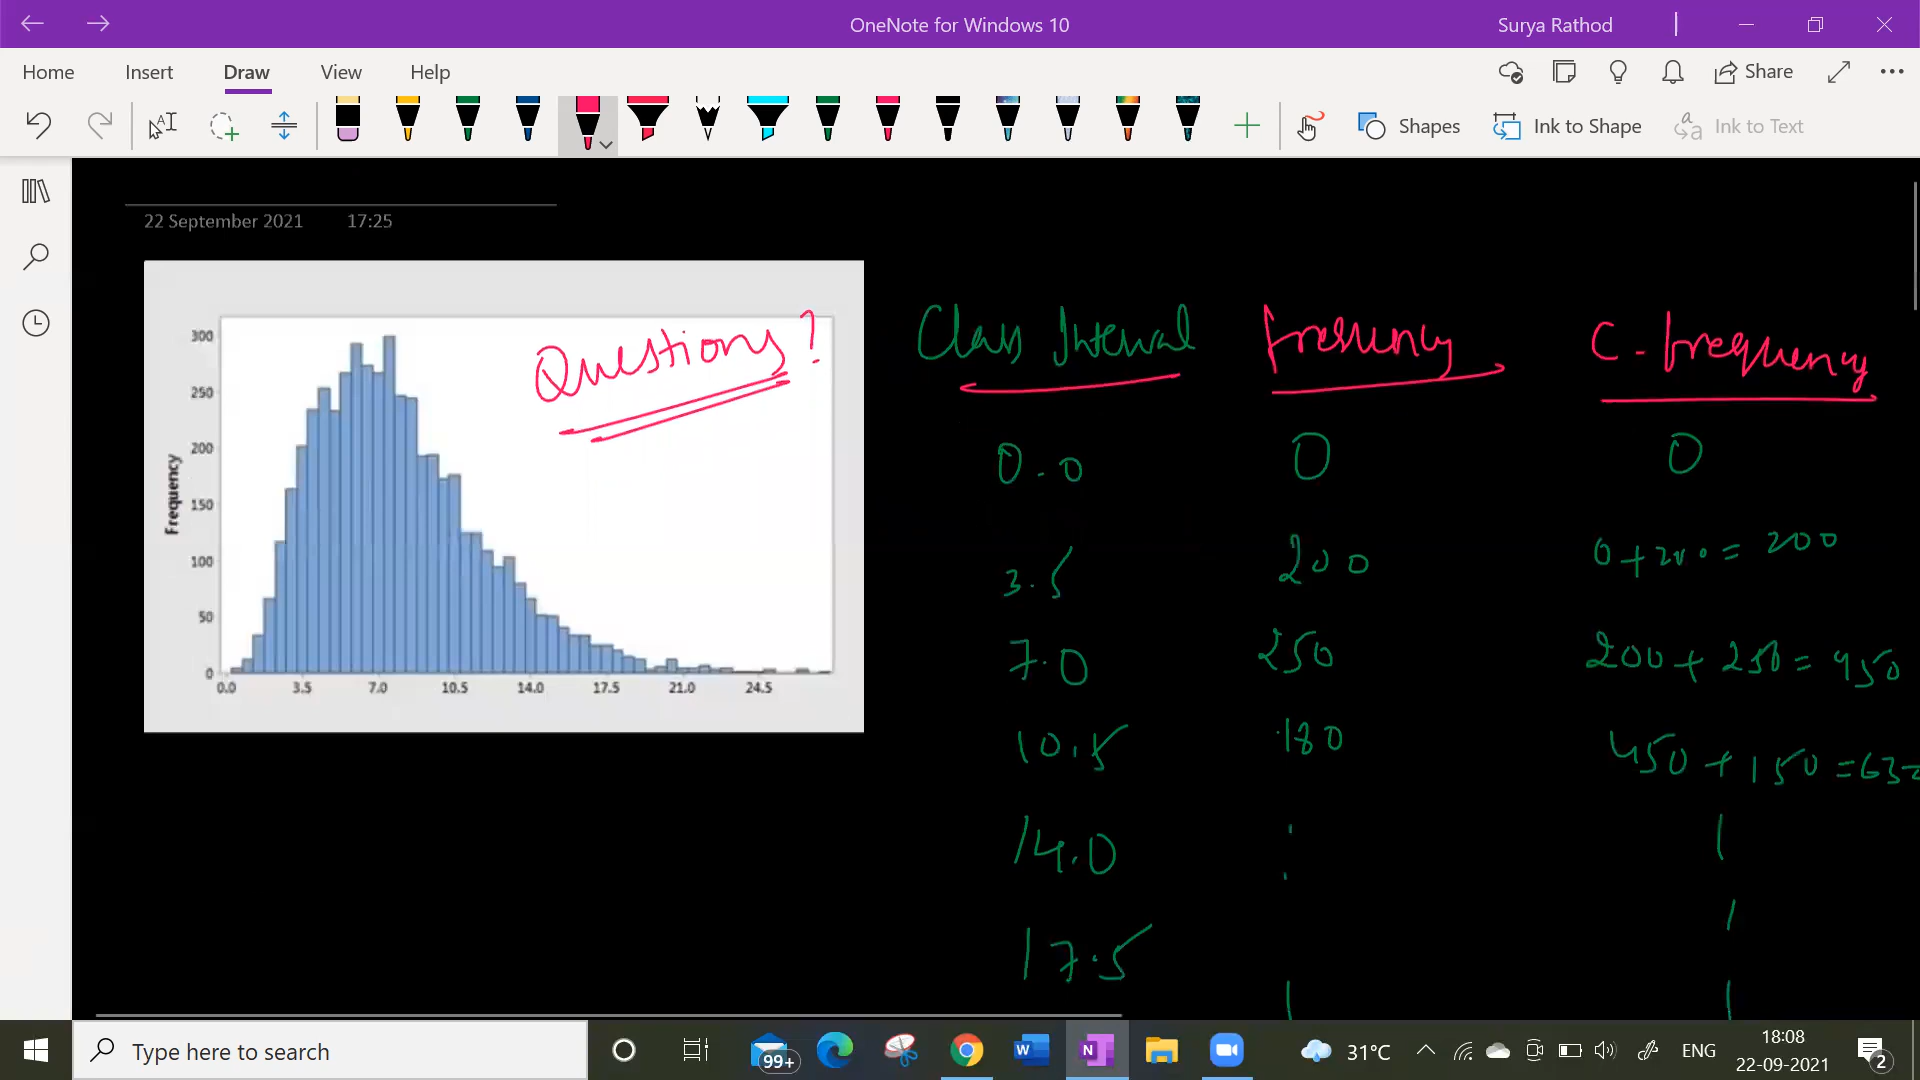 OneNote for Windows 10
Surya Rathod
Home Insert Draw View Help
Share
Shapes Ink to Shape Ink to Text
22 September 2021 17:25
Questions?
Frequency
300
250
200
150
100
50
0
0.0 3.5 7.0 10.5 14.0 17.5 21.0 24.5
Class Interval Frequency C-frequency
0.0 0 0
3.5 200 0+200=200
7.0 250 200+250=450
10.5 180 450+150=63
14.0
17.5
Type here to search
99+
31°C
ENG
18:08
22-09-2021
2